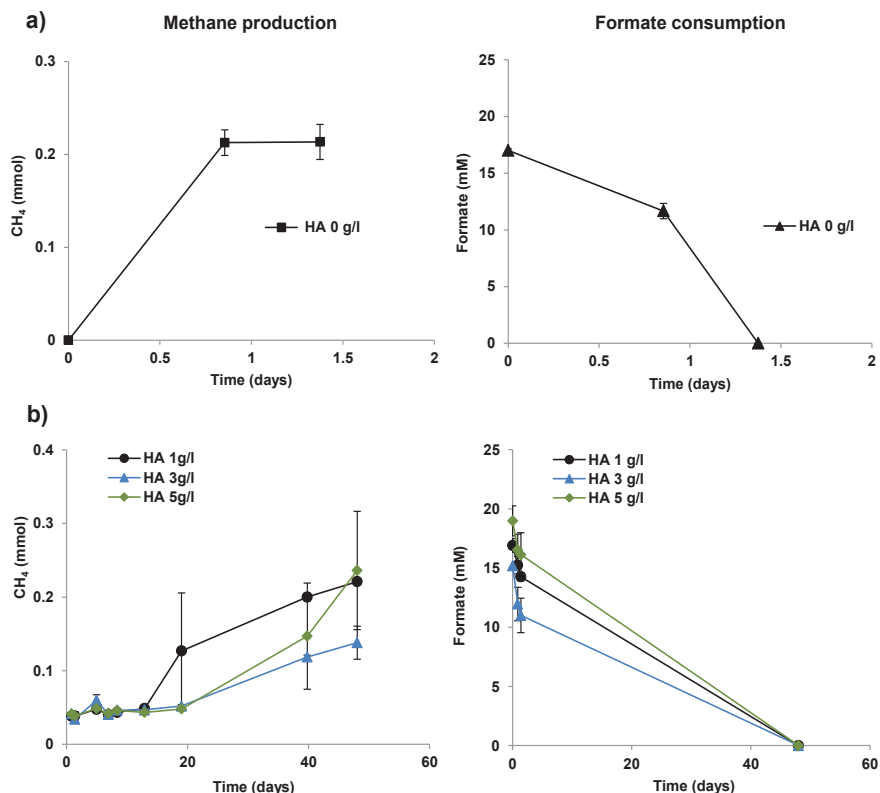 a)
Methane production
Formate consumption
0.3
0.2
0.1
0
CH₄ (mmol)
HA 0 g/l
0
0.5
1
1.5
2
Time (days)
25
20
15
10
5
0
Formate (mM)
HA 0 g/l
0
0.5
1
1.5
2
Time (days)
b)
0.4
0.3
0.2
0.1
0.0
CH₄ (mmol)
HA 1g/l
HA 3g/l
HA 5g/l
0
20
40
60
Time (days)
25
20
15
10
5
0
Formate (mM)
HA 1 g/l
HA 3 g/l
HA 5 g/l
0
20
40
60
Time (days)